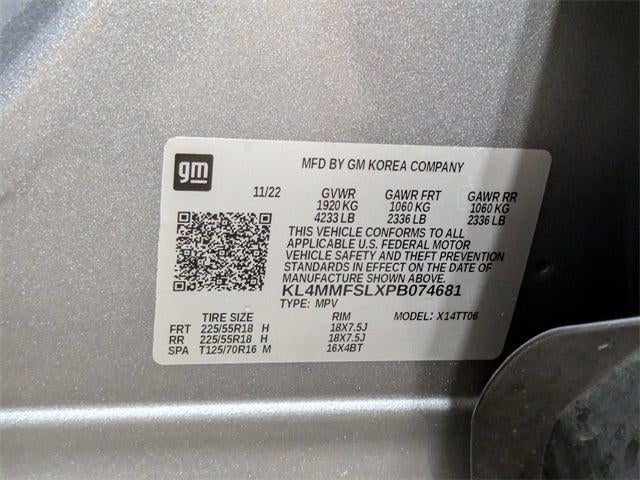 gm
MFD BY GM KOREA COMPANY
11/22 GVWR GAWR FRT GAWR RR
1920 KG 1060 KG 1060 KG
4233 LB 2336 LB 2336 LB
THIS VEHICLE CONFORMS TO ALL
APPLICABLE U.S. FEDERAL MOTOR
VEHICLE SAFETY AND THEFT PREVENTION
STANDARDS IN EFFECT ON THE DATE OF
MANUFACTURE SHOWN ABOVE.
KL4MMFSLXPB074681
TYPE: MPV
TIRE SIZE RIM MODEL: X14TT06
FRT 225/55R18 H 18X7.5J
RR 225/55R18 H 18X7.5J
SPA T125/70R16 M 16X4BT